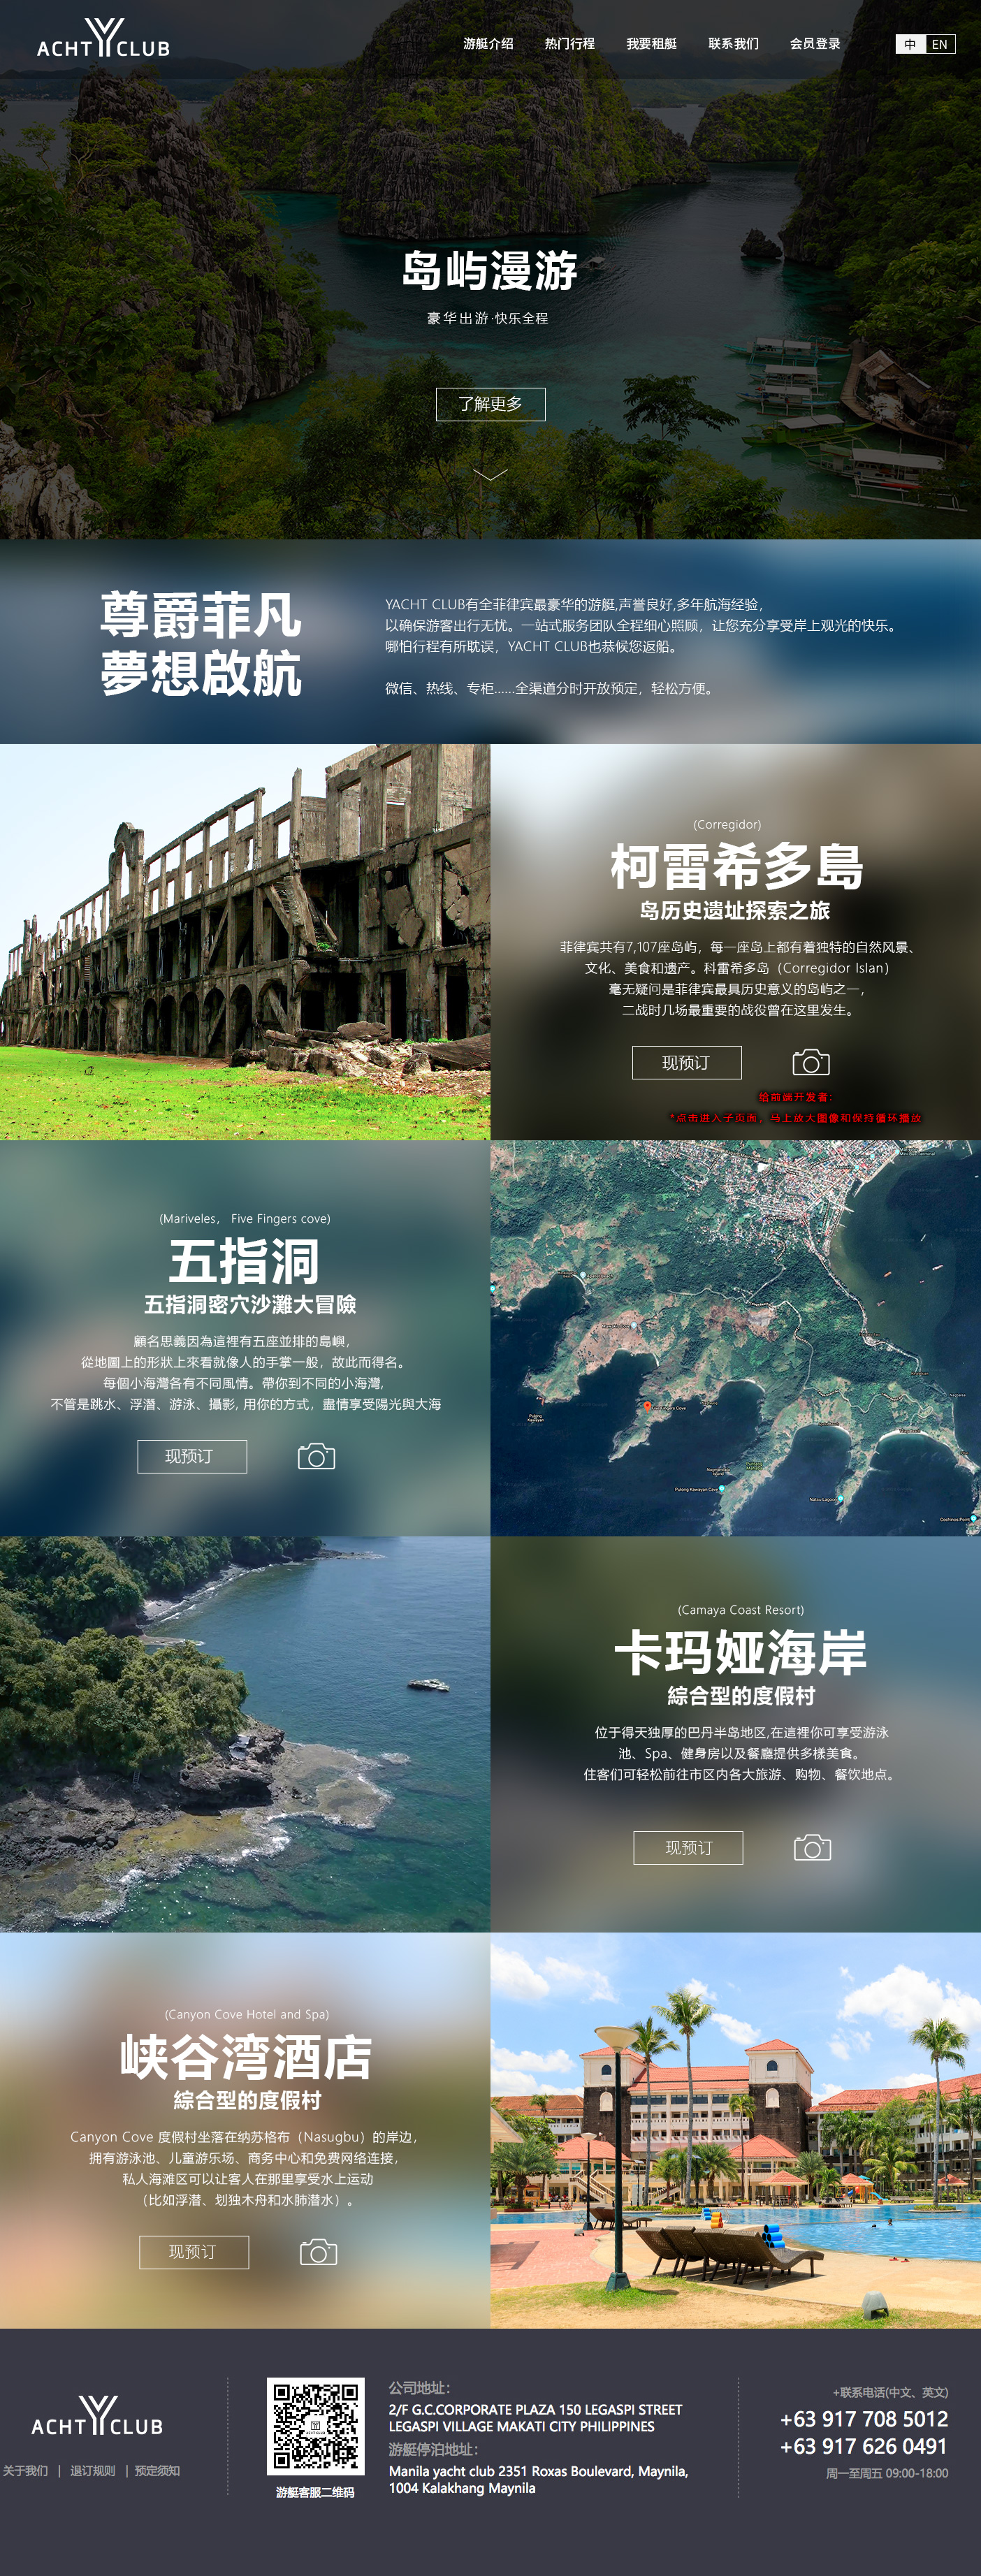 ACHT Y CLUB
游艇介绍 热门行程 我要租艇 联系我们 会员登录 中 EN
岛屿漫游
豪华出游·快乐全程
了解更多
尊爵菲凡
夢想啟航
YACHT CLUB有全菲律宾最豪华的游艇,声誉良好,多年航海经验，
以确保游客出行无忧。一站式服务团队全程细心照顾，让您充分享受岸上观光的快乐。
哪怕行程有所耽误，YACHT CLUB也恭候您返船。
微信、热线、专柜......全渠道分时开放预定，轻松方便。
(Corregidor)
柯雷希多島
岛历史遗址探索之旅
菲律宾共有7,107座岛屿，每一座岛上都有着独特的自然风景、
文化、美食和遗产。科雷希多岛（Corregidor Islan）
毫无疑问是菲律宾最具历史意义的岛屿之一，
二战时几场最重要的战役曾在这里发生。
现预订
给前端开发者：
*点击进入子页面，马上放大图像和保持循环播放
(Mariveles， Five Fingers cove)
五指洞
五指洞密穴沙灘大冒險
顧名思義因為這裡有五座並排的島嶼，
從地圖上的形狀上來看就像人的手掌一般，故此而得名。
每個小海灣各有不同風情。帶你到不同的小海灣,
不管是跳水、浮潛、游泳、攝影, 用你的方式，盡情享受陽光與大海
现预订
Pulong Kawayan Cave
Natsu Lagoon
Cochinos Point
(Camaya Coast Resort)
卡玛娅海岸
綜合型的度假村
位于得天独厚的巴丹半岛地区,在這裡你可享受游泳
池、Spa、健身房以及餐廳提供多樣美食。
住客们可轻松前往市区内各大旅游、购物、餐饮地点。
现预订
(Canyon Cove Hotel and Spa)
峡谷湾酒店
綜合型的度假村
Canyon Cove 度假村坐落在纳苏格布（Nasugbu）的岸边，
拥有游泳池、儿童游乐场、商务中心和免费网络连接，
私人海滩区可以让客人在那里享受水上运动
（比如浮潜、划独木舟和水肺潜水）。
现预订
ACHT Y CLUB
关于我们 | 退订规则 | 预定须知
游艇客服二维码
公司地址：
2/F G.C.CORPORATE PLAZA 150 LEGASPI STREET
LEGASPI VILLAGE MAKATI CITY PHILIPPINES
游艇停泊地址：
Manila yacht club 2351 Roxas Boulevard, Maynila,
1004 Kalakhang Maynila
+联系电话(中文、英文)
+63 917 708 5012
+63 917 626 0491
周一至周五 09:00-18:00